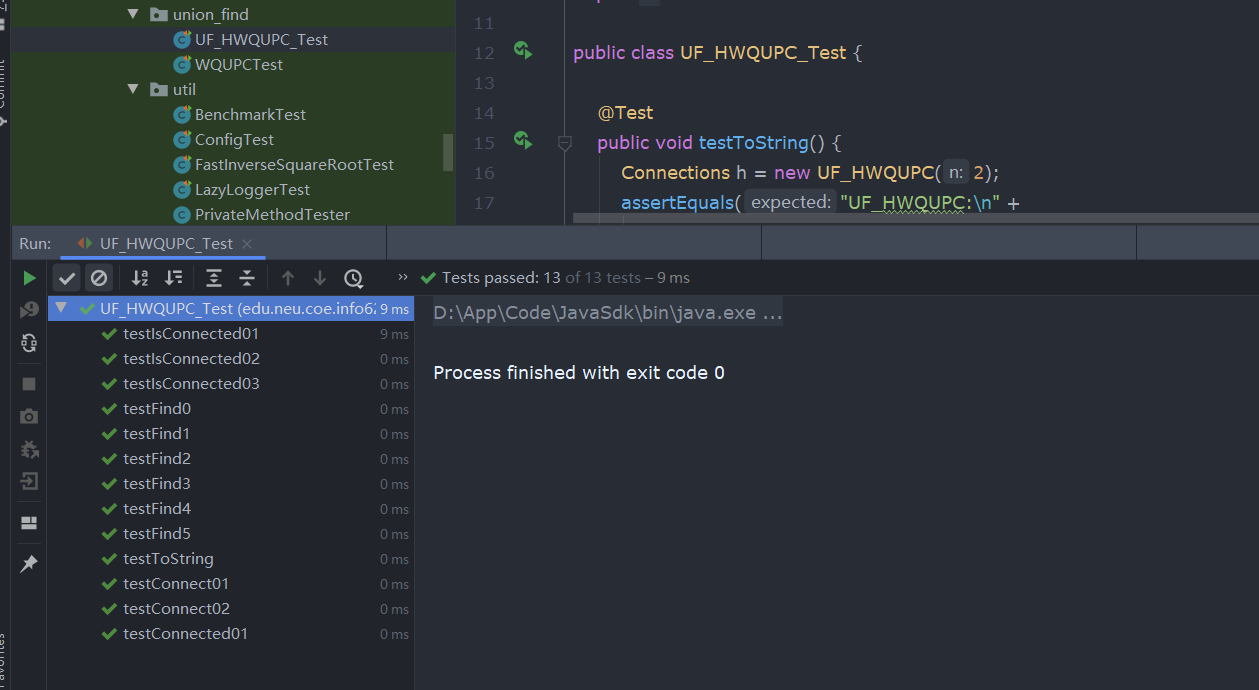 union_find
UF_HWQUPC_Test
WQUPCTest
util
BenchmarkTest
ConfigTest
FastInverseSquareRootTest
LazyLoggerTest
PrivateMethodTester
11
12 public class UF_HWQUPC_Test {
13
14 @Test
15 public void testToString() {
16 Connections h = new UF_HWQUPC( n: 2);
17 assertEquals( expected: "UF_HWQUPC:\n" +
Commit
Run: UF_HWQUPC_Test ×
» Tests passed: 13 of 13 tests – 9 ms
UF_HWQUPC_Test (edu.neu.coe.info62 9 ms
testIsConnected01 9 ms
testIsConnected02 0 ms
testIsConnected03 0 ms
testFind0 0 ms
testFind1 0 ms
testFind2 0 ms
testFind3 0 ms
testFind4 0 ms
testFind5 0 ms
testToString 0 ms
testConnect01 0 ms
testConnect02 0 ms
testConnected01 0 ms
D:\App\Code\JavaSdk\bin\java.exe ...
Process finished with exit code 0